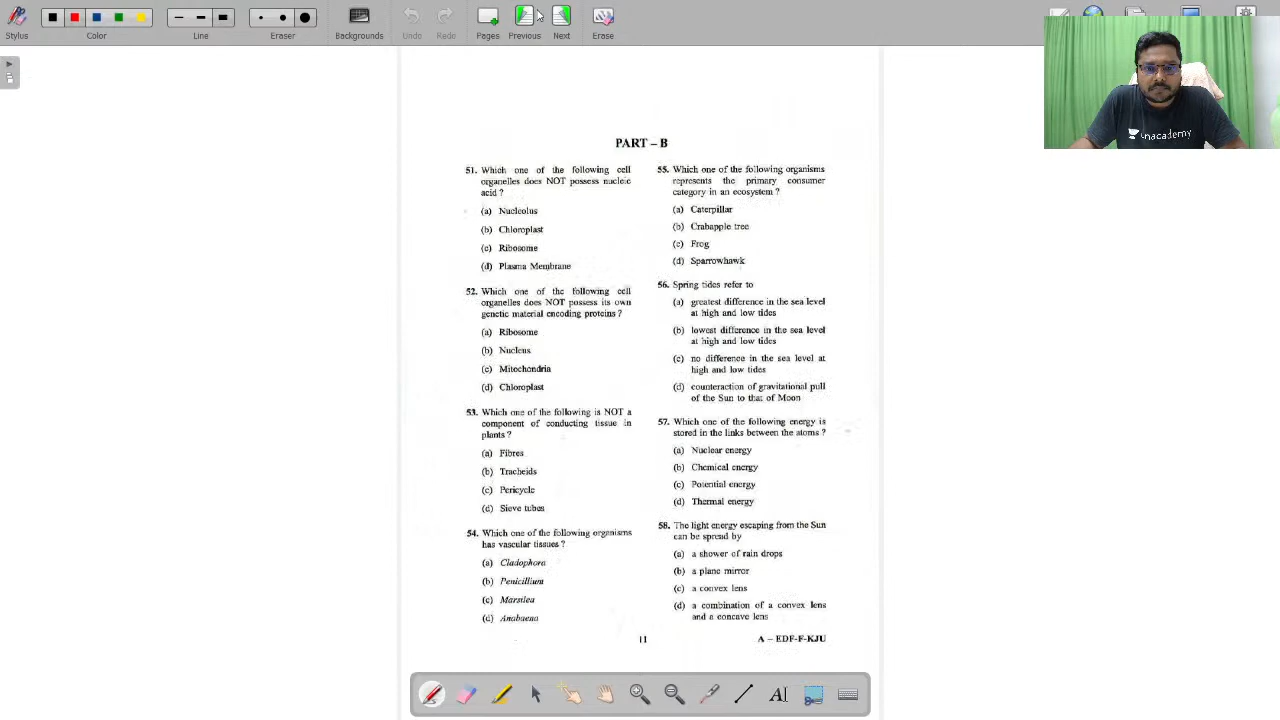 Stylus
Color
Line
Eraser
Backgrounds
Undo
Redo
Pages
Previous
Next
Erase
unacademy
PART – B
51. Which one of the following cell
organelles does NOT possess nucleic
acid ?
(a) Nucleolus
(b) Chloroplast
(c) Ribosome
(d) Plasma Membrane
52. Which one of the following cell
organelles does NOT possess its own
genetic material encoding proteins ?
(a) Ribosome
(b) Nucleus
(c) Mitochondria
(d) Chloroplast
53. Which one of the following is NOT a
component of conducting tissue in
plants ?
(a) Fibres
(b) Tracheids
(c) Pericycle
(d) Sieve tubes
54. Which one of the following organisms
has vascular tissues ?
(a) Cladophora
(b) Penicillium
(c) Marsilea
(d) Anabaena
55. Which one of the following organisms
represents the primary consumer
category in an ecosystem ?
(a) Caterpillar
(b) Crabapple tree
(c) Frog
(d) Sparrowhawk
56. Spring tides refer to
(a) greatest difference in the sea level
at high and low tides
(b) lowest difference in the sea level
at high and low tides
(c) no difference in the sea level at
high and low tides
(d) counteraction of gravitational pull
of the Sun to that of Moon
57. Which one of the following energy is
stored in the links between the atoms ?
(a) Nuclear energy
(b) Chemical energy
(c) Potential energy
(d) Thermal energy
58. The light energy escaping from the Sun
can be spread by
(a) a shower of rain drops
(b) a plane mirror
(c) a convex lens
(d) a combination of a convex lens
and a concave lens
11
A – EDF-F-KJU